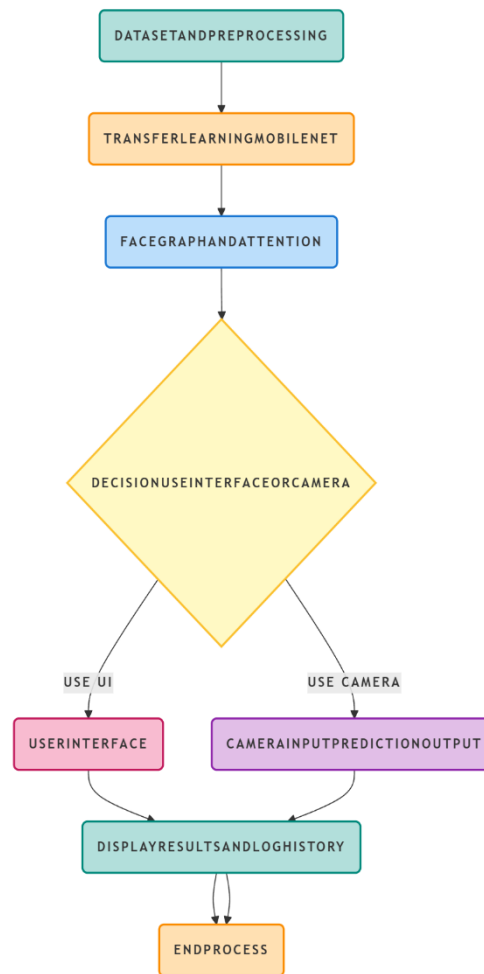 DATASETANDPREPROCESSING
TRANSFERLEARNINGMOBILENET
FACEGRAPHANDATTENTION
DECISIONUSEINTERFACEORCAMERA
USE UI
USE CAMERA
USERINTERFACE
CAMERAINPUTPREDICTIONOUTPUT
DISPLAYRESULTSANDLOGHISTORY
ENDPROCESS